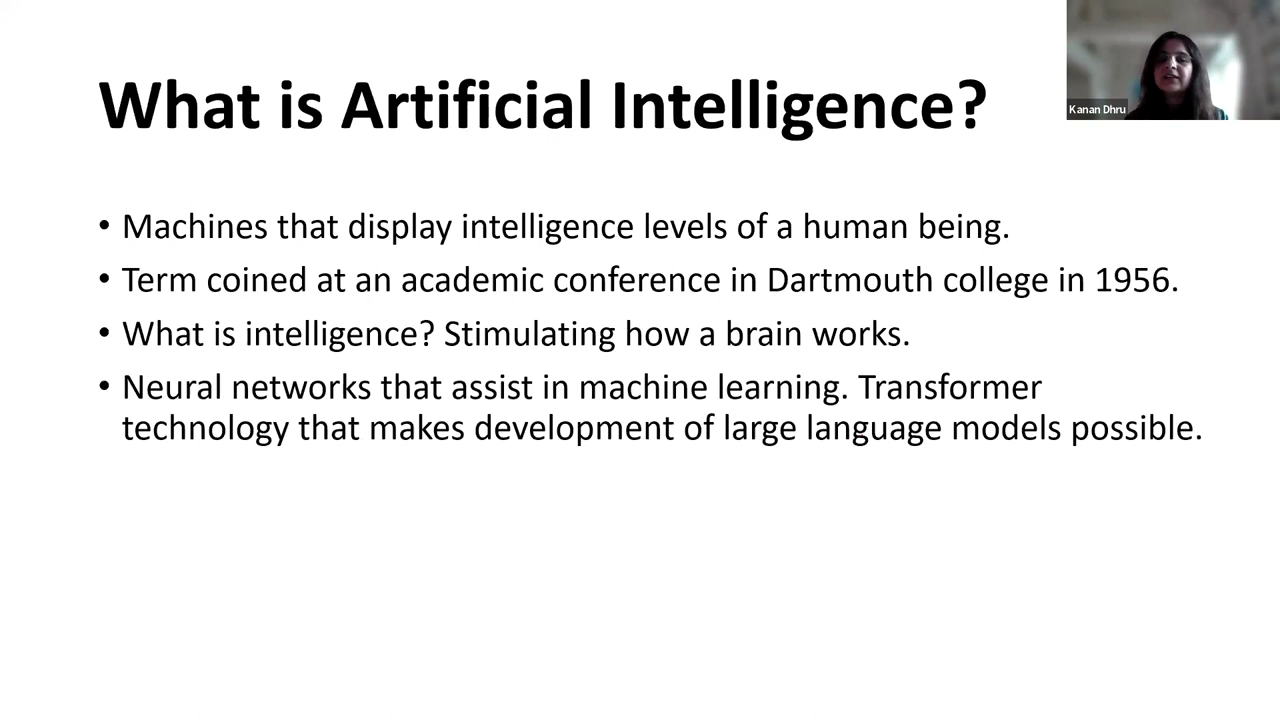 What is Artificial Intelligence?
Kanan Dhru
• Machines that display intelligence levels of a human being.
• Term coined at an academic conference in Dartmouth college in 1956.
• What is intelligence? Stimulating how a brain works.
• Neural networks that assist in machine learning. Transformer
technology that makes development of large language models possible.